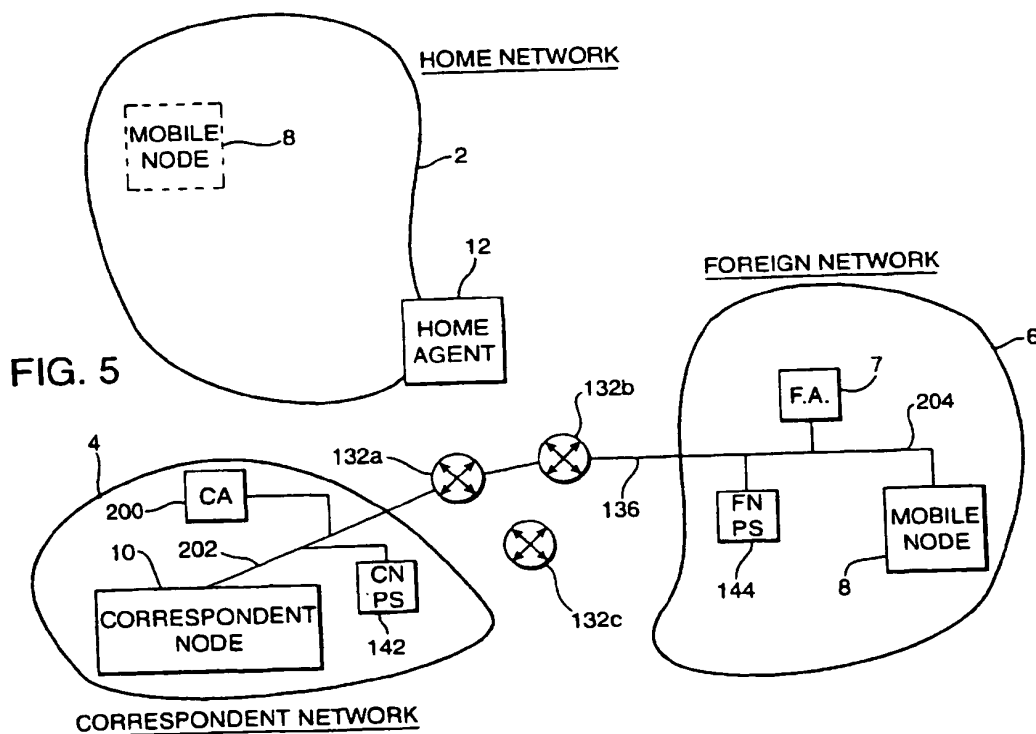 HOME NETWORK
MOBILE
NODE
8
2
12
HOME
AGENT
FIG. 5
FOREIGN NETWORK
6
7
F.A.
204
132b
132a
136
FN
PS
144
MOBILE
NODE
8
4
CA
200
202
10
CN
PS
142
CORRESPONDENT
NODE
132c
CORRESPONDENT NETWORK